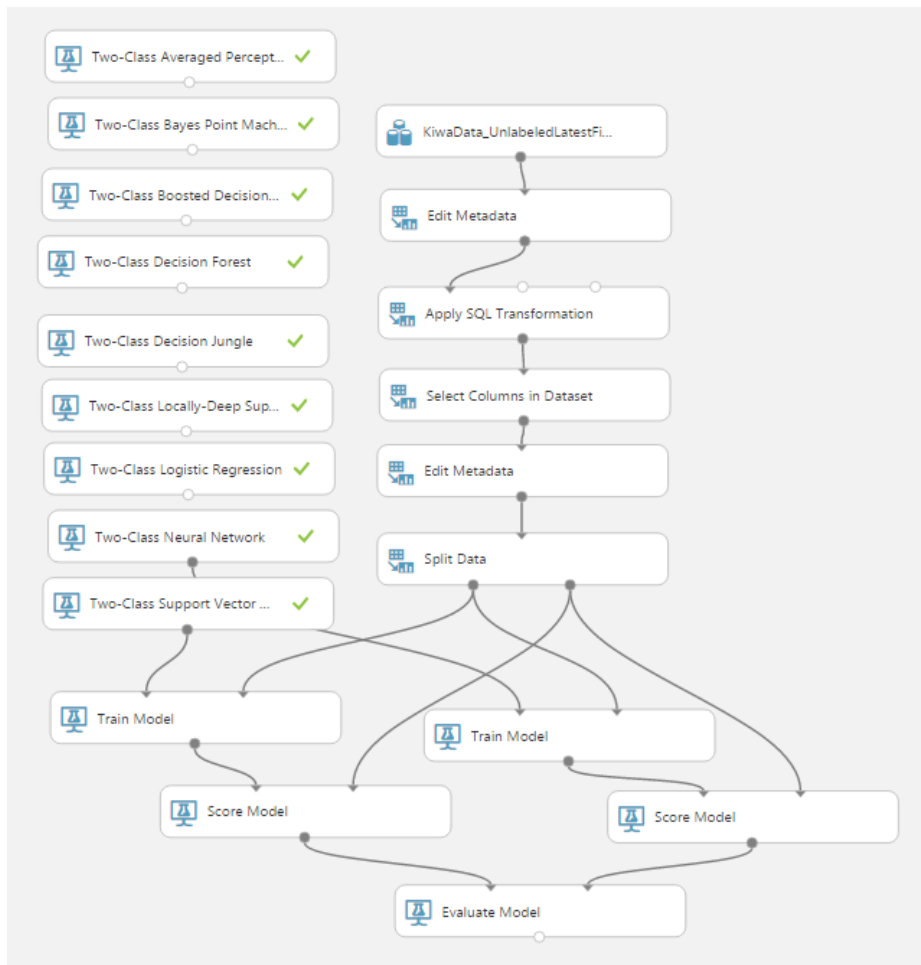 Two-Class Averaged Percept...
Two-Class Bayes Point Mach...
KiwaData_UnlabeledLatestFi...
Two-Class Boosted Decision...
Edit Metadata
Two-Class Decision Forest
Apply SQL Transformation
Two-Class Decision Jungle
Select Columns in Dataset
Two-Class Locally-Deep Sup...
Two-Class Logistic Regression
Edit Metadata
Two-Class Neural Network
Split Data
Two-Class Support Vector ...
Train Model
Train Model
Score Model
Score Model
Evaluate Model